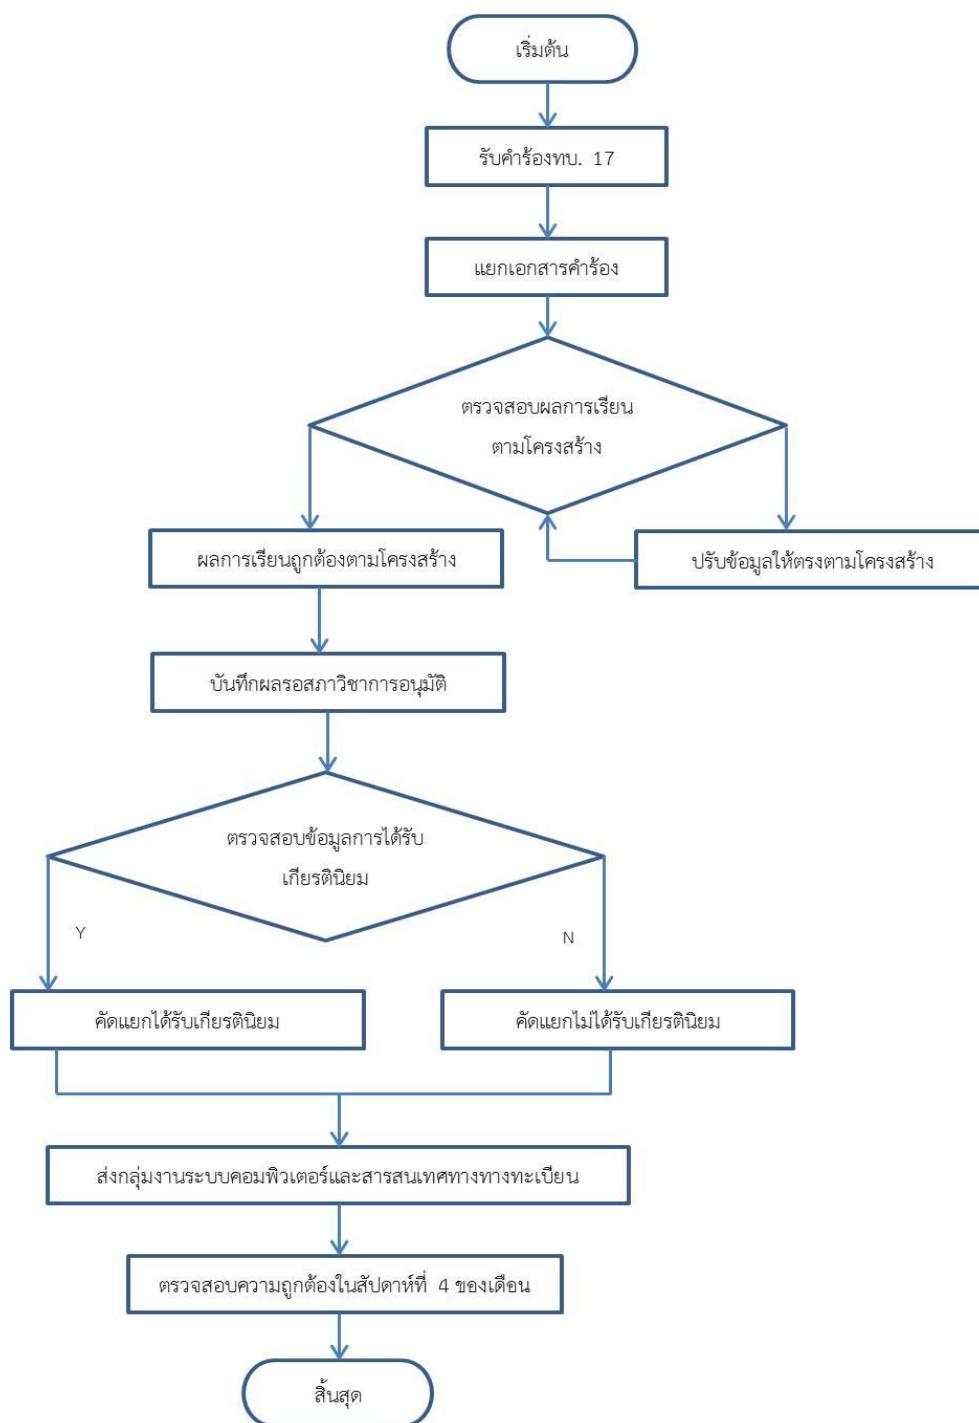 เริ่มต้น
รับคำร้องทบ. 17
แยกเอกสารคำร้อง
ตรวจสอบผลการเรียน
ตามโครงสร้าง
ผลการเรียนถูกต้องตามโครงสร้าง
ปรับข้อมูลให้ตรงตามโครงสร้าง
บันทึกผลรอสภาวิชาการอนุมัติ
ตรวจสอบข้อมูลการได้รับ
เกียรตินิยม
Y
N
คัดแยกได้รับเกียรตินิยม
คัดแยกไม่ได้รับเกียรตินิยม
ส่งกลุ่มงานระบบคอมพิวเตอร์และสารสนเทศทางทางทะเบียน
ตรวจสอบความถูกต้องในสัปดาห์ที่ 4 ของเดือน
สิ้นสุด